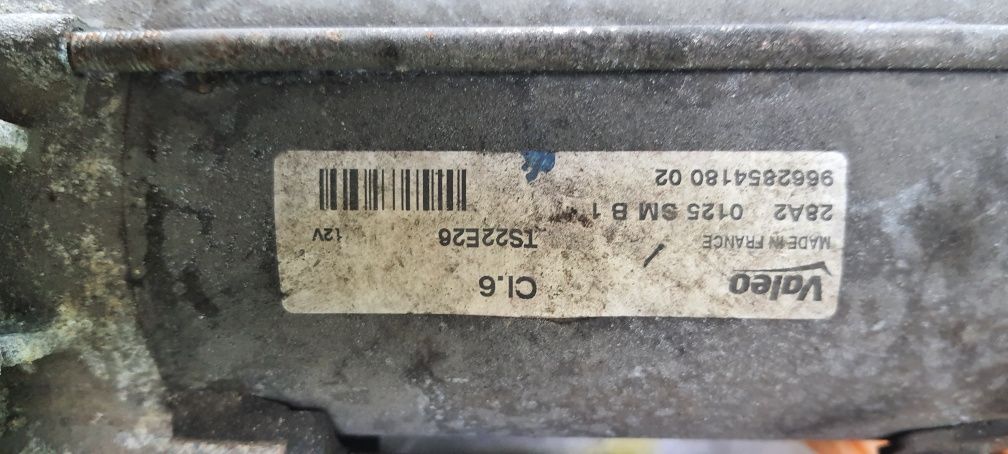 Valeo
CI.6
MADE IN FRANCE
TS22E26 12V
28A2 0125 SM B 1
9662854180 02